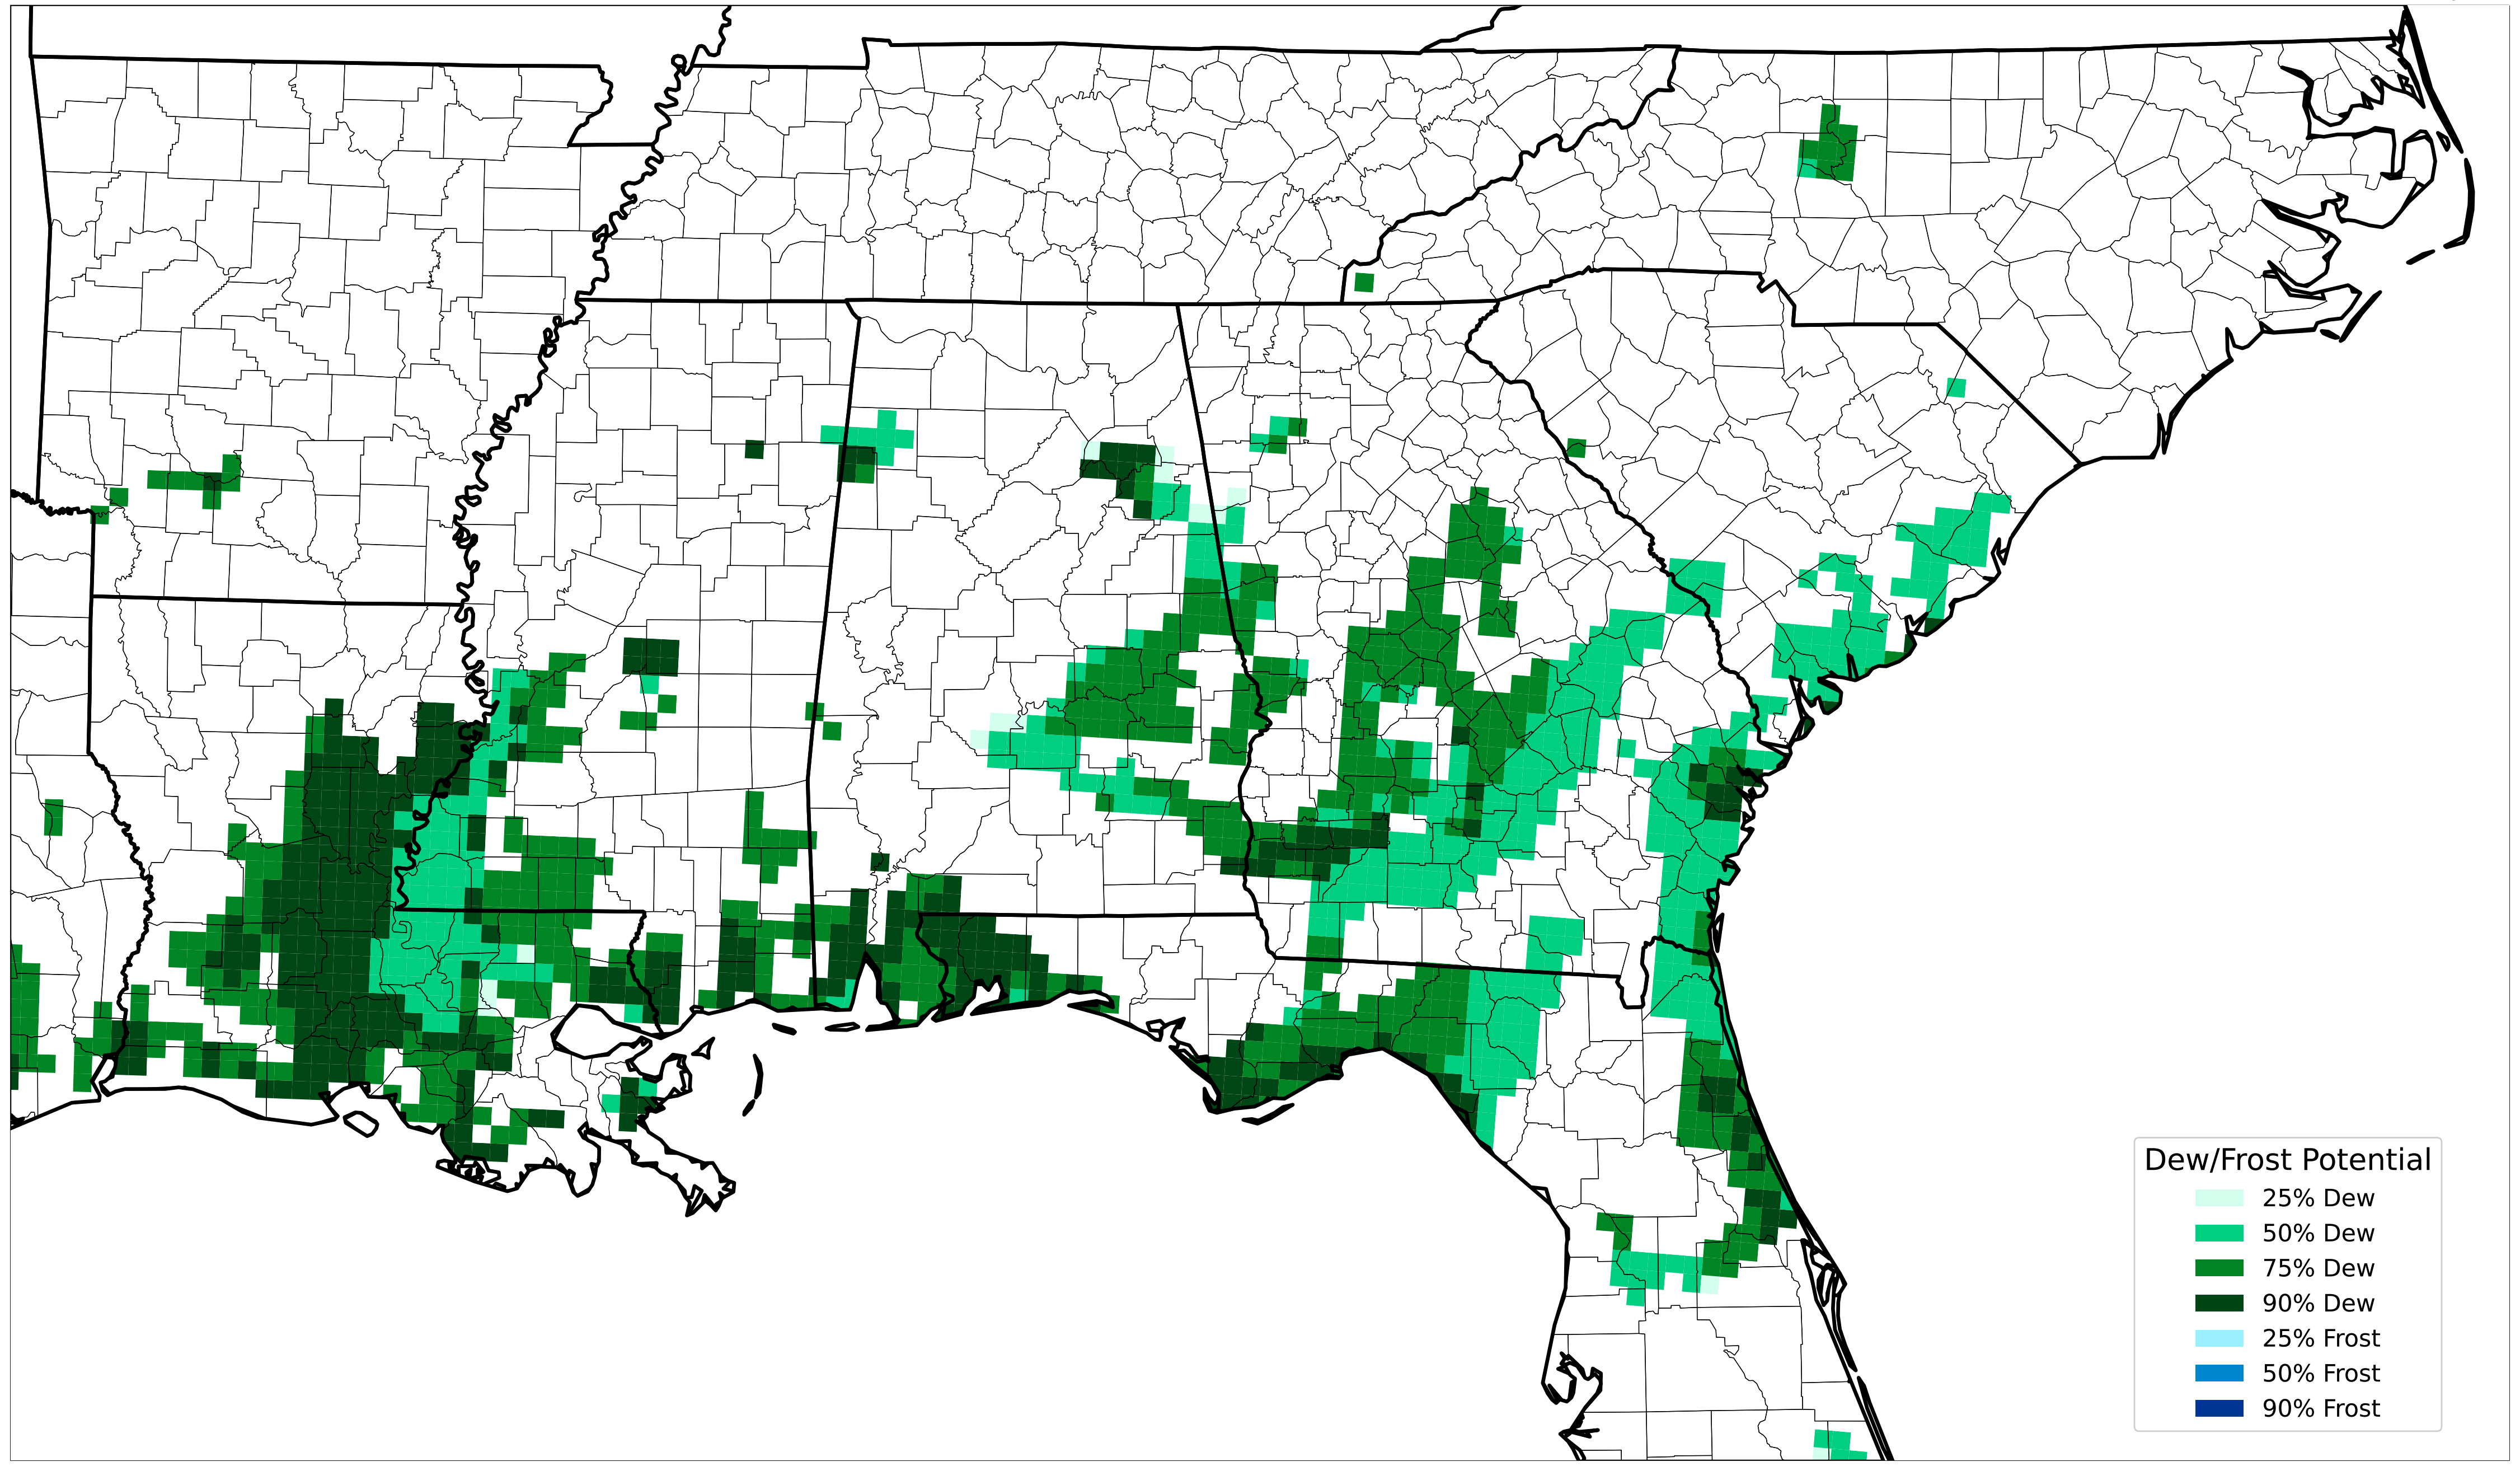 Dew/Frost Potential
25% Dew
50% Dew
75% Dew
90% Dew
25% Frost
50% Frost
90% Frost